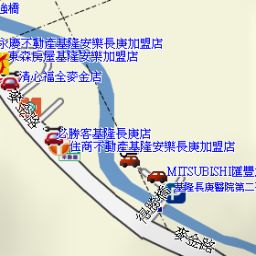 強橋
永慶不動產基隆安樂長庚加盟店
東森房屋基隆安樂加盟店
清心福全麥金店
麥金路
必勝客基隆長庚店
住商不動產基隆安樂長庚加盟店
MITSUBISHI匯豐汽
基隆長庚醫院第二
麥金路